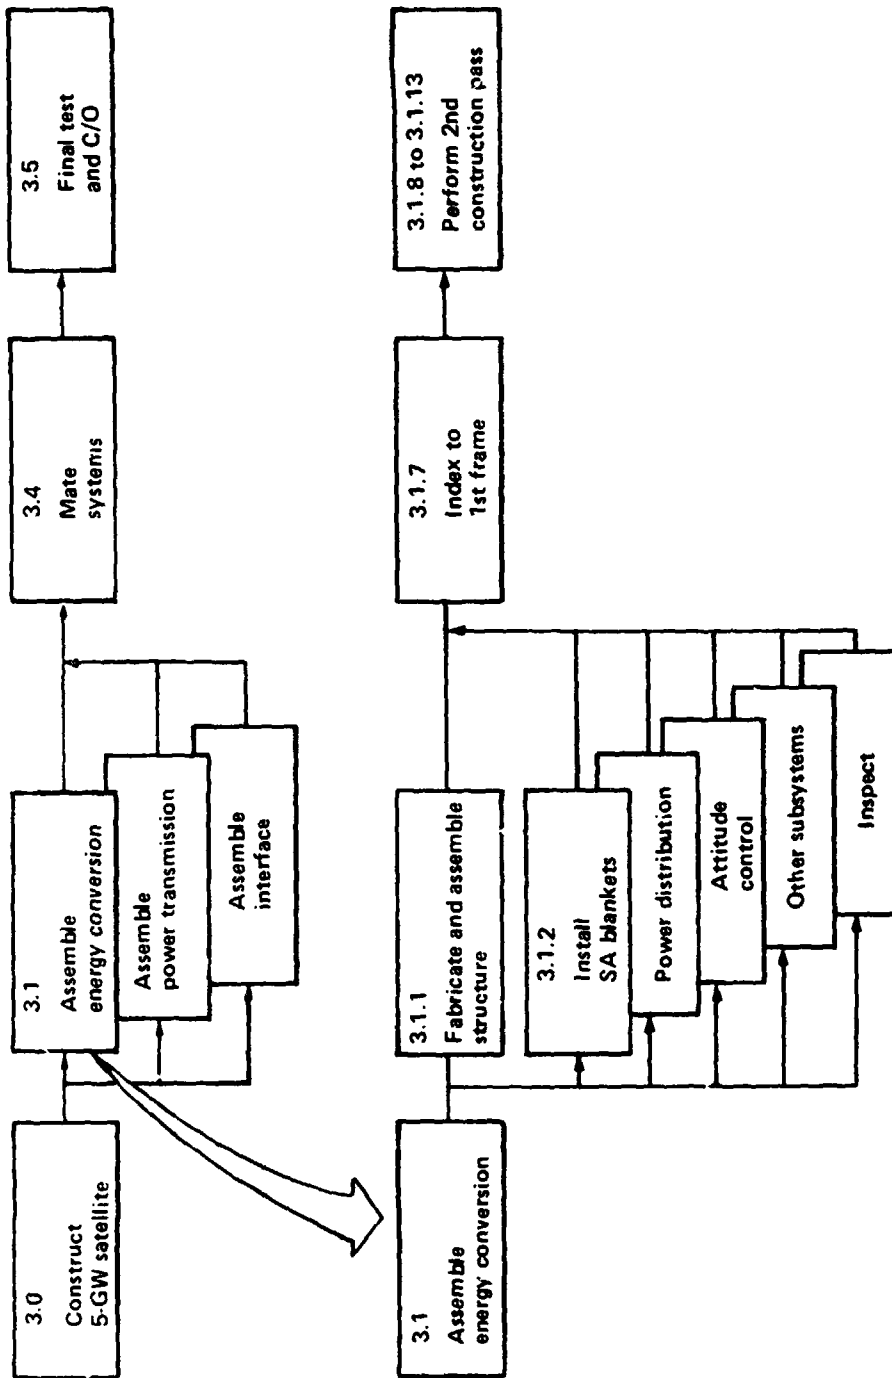 3.0
Construct
5-GW satellite
3.1
Assemble
energy conversion
Assemble
power transmission
Assemble
interface
3.4
Mate
systems
3.5
Final test
and C/O
3.1
Assemble
energy conversion
3.1.1
Fabricate and assemble
structure
3.1.2
Install
SA blankets
Power distribution
Attitude
control
Other subsystems
Inspect
3.1.7
Index to
1st frame
3.1.8 to 3.1.13
Perform 2nd
construction pass